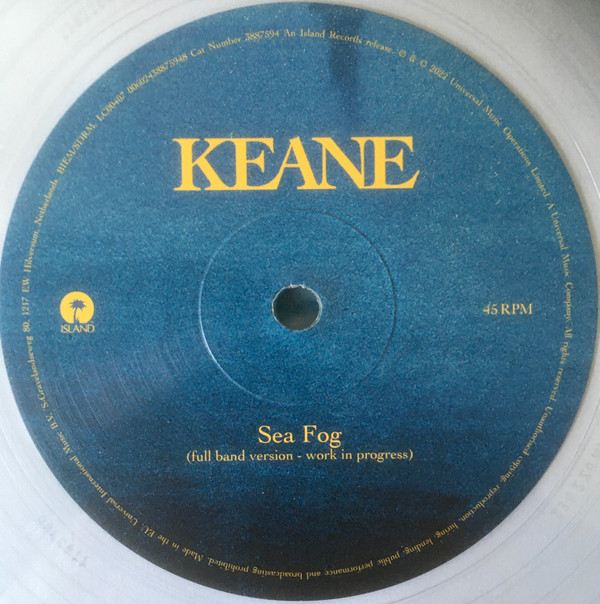 KEANE
ISLAND
45 RPM
Sea Fog
(full band version - work in progress)
B.V. 'S-Gravelandseweg 80, 1217 EW Hilversum, Netherlands. BIEM/SDRM. LC00407 00602438875948 Cat Number 3887594 An Island Records release. ℗ & © 2022 Universal Music Operations Limited. A Universal Music Company. All rights reserved. Unauthorised copying, reproduction, hiring, lending, public performance and broadcasting prohibited. Made in the EU. Universal International Music